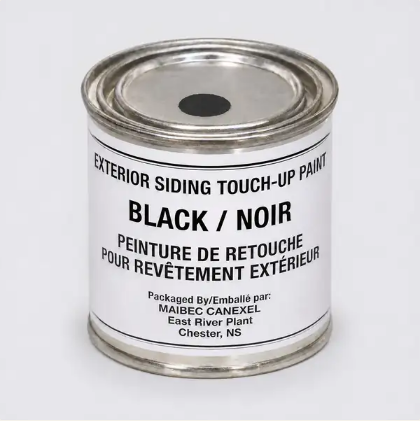 EXTERIOR SIDING TOUCH-UP PAINT
BLACK / NOIR
PEINTURE DE RETOUCHE
POUR REVÊTEMENT EXTÉRIEUR
Packaged By/Emballé par:
MAIBEC CANEXEL
East River Plant
Chester, NS